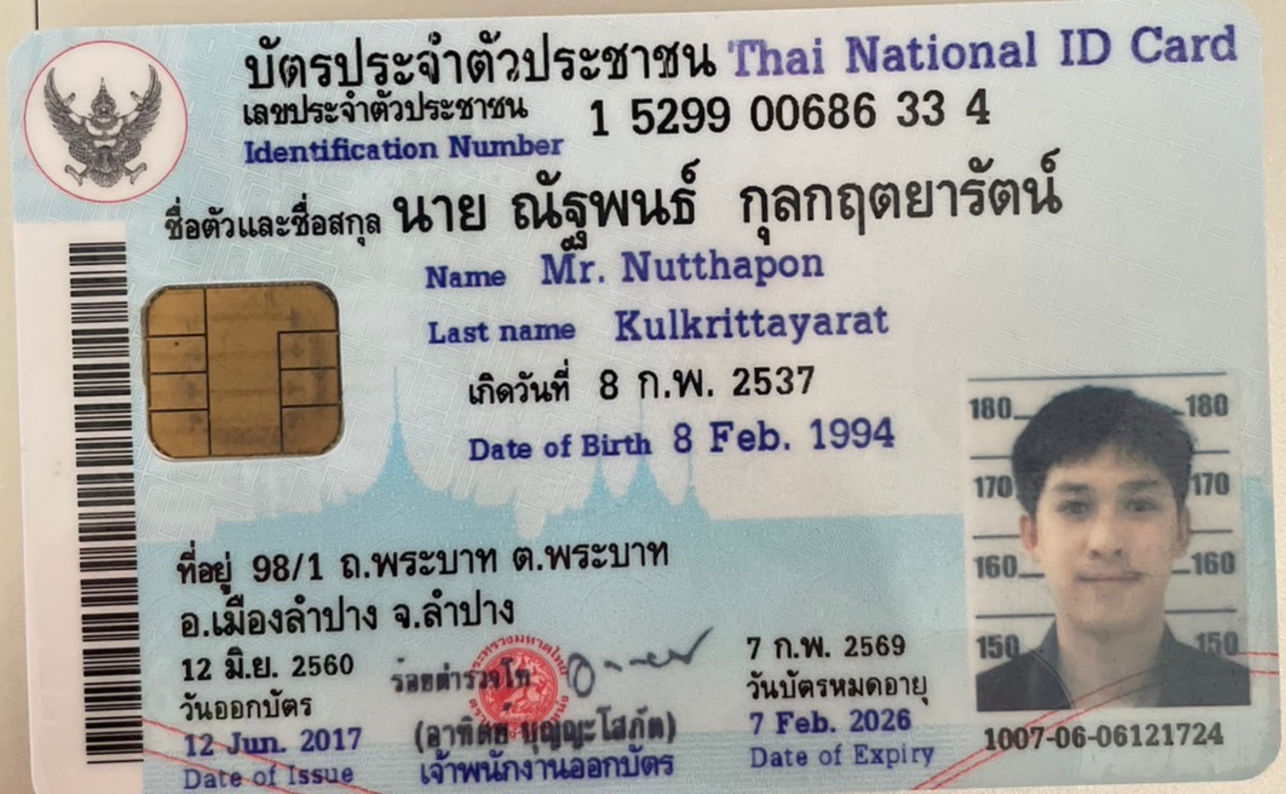 บัตรประจำตัวประชาชน Thai National ID Card
เลขประจำตัวประชาชน
Identification Number
1 5299 00686 33 4
ชื่อตัวและชื่อสกุล นาย ณัฐพนธ์ กุลกฤตยารัตน์
Name Mr. Nutthapon
Last name Kulkrittayarat
เกิดวันที่ 8 ก.พ. 2537
Date of Birth 8 Feb. 1994
ที่อยู่ 98/1 ถ.พระบาท ต.พระบาท
อ.เมืองลำปาง จ.ลำปาง
12 มิ.ย. 2560
วันออกบัตร
12 Jun. 2017
Date of Issue
ร้อยตำรวจโท
(อาทิตย์ บุญญะโสภัต)
เจ้าพนักงานออกบัตร
7 ก.พ. 2569
วันบัตรหมดอายุ
7 Feb. 2026
Date of Expiry
180 180
170 170
160 160
150 150
1007-06-06121724